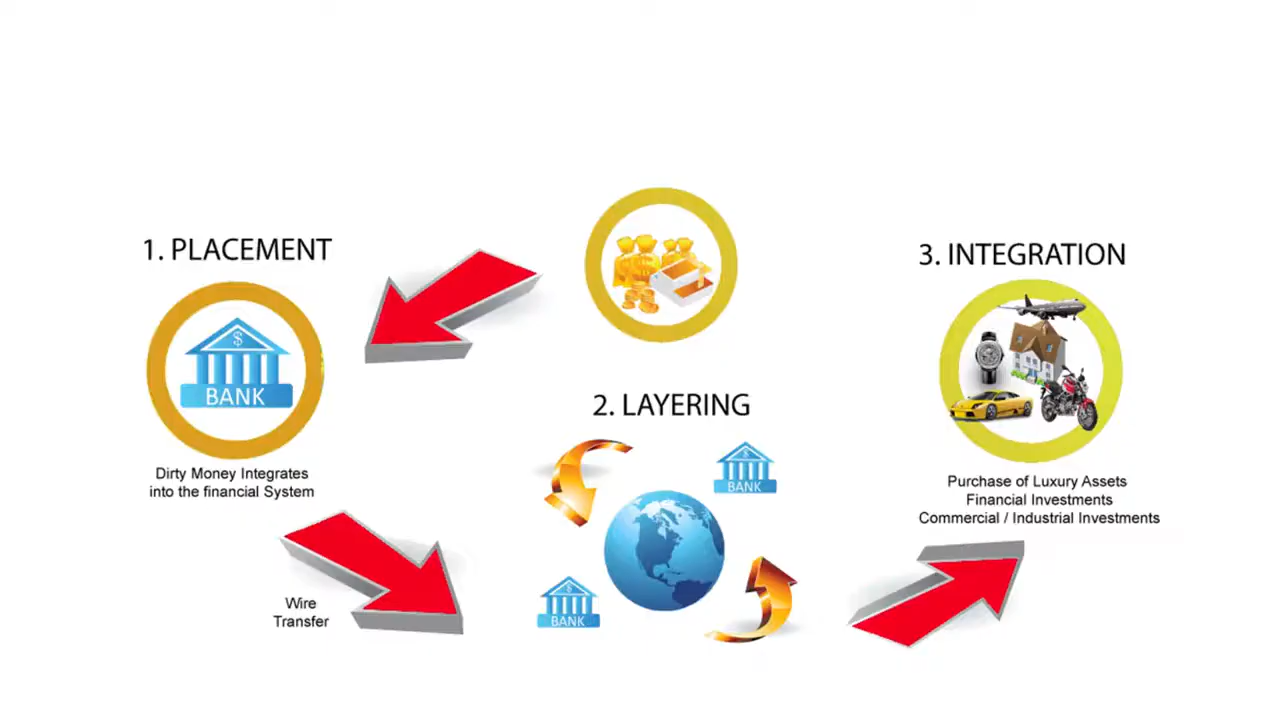 1. PLACEMENT
$
BANK
Dirty Money Integrates
into the financial System
Wire
Transfer
2. LAYERING
$
BANK
$
BANK
3. INTEGRATION
Purchase of Luxury Assets
Financial Investments
Commercial / Industrial Investments